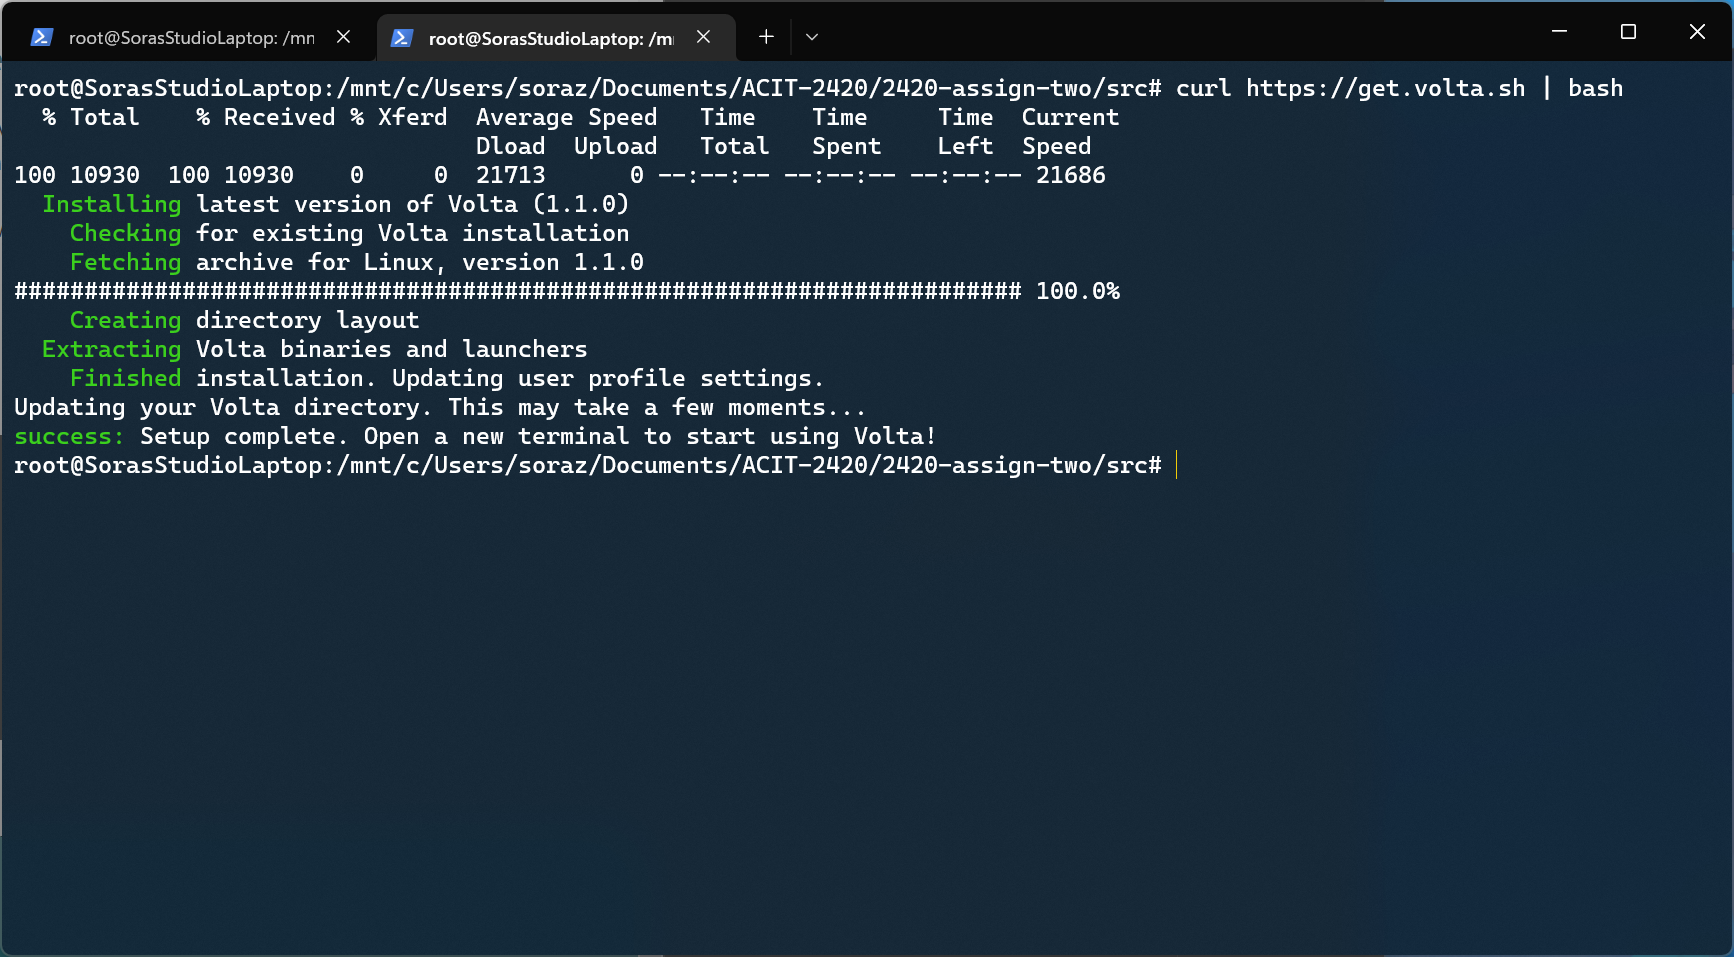 root@SorasStudioLaptop: /mn
root@SorasStudioLaptop: /m
root@SorasStudioLaptop:/mnt/c/Users/soraz/Documents/ACIT-2420/2420-assign-two/src# curl https://get.volta.sh | bash
  % Total    % Received % Xferd  Average Speed   Time    Time     Time  Current
                                 Dload  Upload   Total   Spent    Left  Speed
100 10930  100 10930    0     0  21713      0 --:--:-- --:--:-- --:--:-- 21686
  Installing latest version of Volta (1.1.0)
    Checking for existing Volta installation
    Fetching archive for Linux, version 1.1.0
######################################################################## 100.0%
    Creating directory layout
  Extracting Volta binaries and launchers
    Finished installation. Updating user profile settings.
Updating your Volta directory. This may take a few moments...
success: Setup complete. Open a new terminal to start using Volta!
root@SorasStudioLaptop:/mnt/c/Users/soraz/Documents/ACIT-2420/2420-assign-two/src#